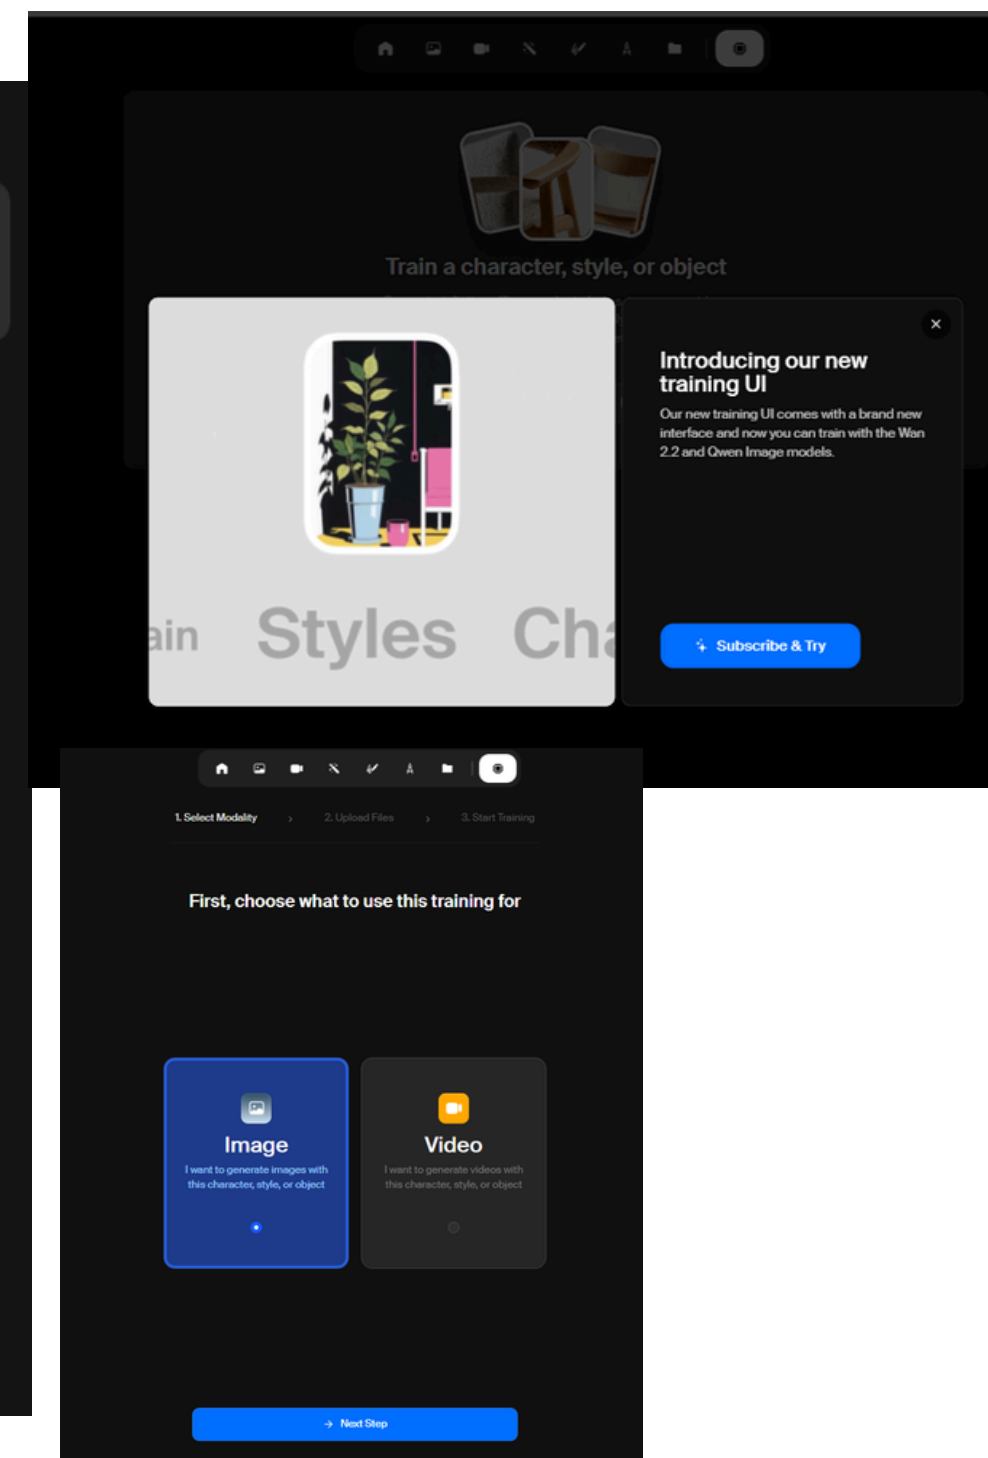 Train a character, style, or object
Introducing our new
training UI
Our new training UI comes with a brand new
interface and now you can train with the Wan
2.2 and Qwen Image models.
ain
Styles
Cha
Subscribe & Try
1. Select Modality
2. Upload Files
3. Start Training
First, choose what to use this training for
Image
I want to generate images with
this character, style, or object
Video
I want to generate videos with
this character, style, or object
Next Step